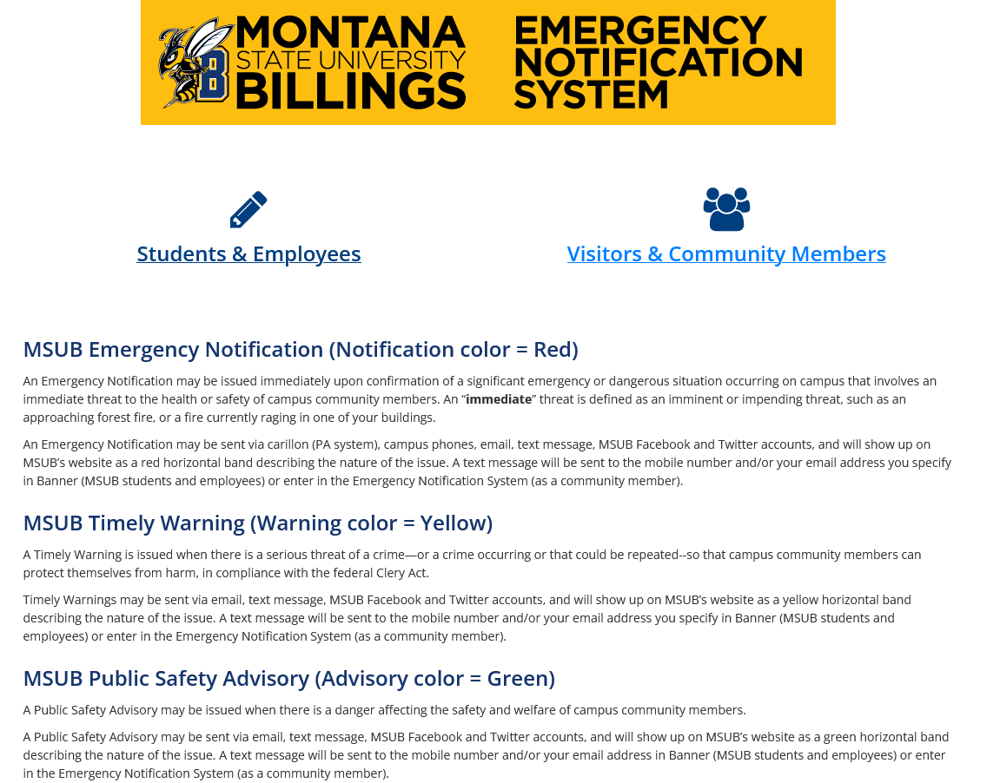 MONTANA
STATE UNIVERSITY
BILLINGS
EMERGENCY
NOTIFICATION
SYSTEM
B
Students & Employees
Visitors & Community Members
MSUB Emergency Notification (Notification color = Red)
An Emergency Notification may be issued immediately upon confirmation of a significant emergency or dangerous situation occurring on campus that involves an
immediate threat to the health or safety of campus community members. An “immediate” threat is defined as an imminent or impending threat, such as an
approaching forest fire, or a fire currently raging in one of your buildings.
An Emergency Notification may be sent via carillon (PA system), campus phones, email, text message, MSUB Facebook and Twitter accounts, and will show up on
MSUB’s website as a red horizontal band describing the nature of the issue. A text message will be sent to the mobile number and/or your email address you specify
in Banner (MSUB students and employees) or enter in the Emergency Notification System (as a community member).
MSUB Timely Warning (Warning color = Yellow)
A Timely Warning is issued when there is a serious threat of a crime—or a crime occurring or that could be repeated--so that campus community members can
protect themselves from harm, in compliance with the federal Clery Act.
Timely Warnings may be sent via email, text message, MSUB Facebook and Twitter accounts, and will show up on MSUB’s website as a yellow horizontal band
describing the nature of the issue. A text message will be sent to the mobile number and/or your email address you specify in Banner (MSUB students and
employees) or enter in the Emergency Notification System (as a community member).
MSUB Public Safety Advisory (Advisory color = Green)
A Public Safety Advisory may be issued when there is a danger affecting the safety and welfare of campus community members.
A Public Safety Advisory may be sent via email, text message, MSUB Facebook and Twitter accounts, and will show up on MSUB’s website as a green horizontal band
describing the nature of the issue. A text message will be sent to the mobile number and/or your email address in Banner (MSUB students and employees) or enter
in the Emergency Notification System (as a community member).